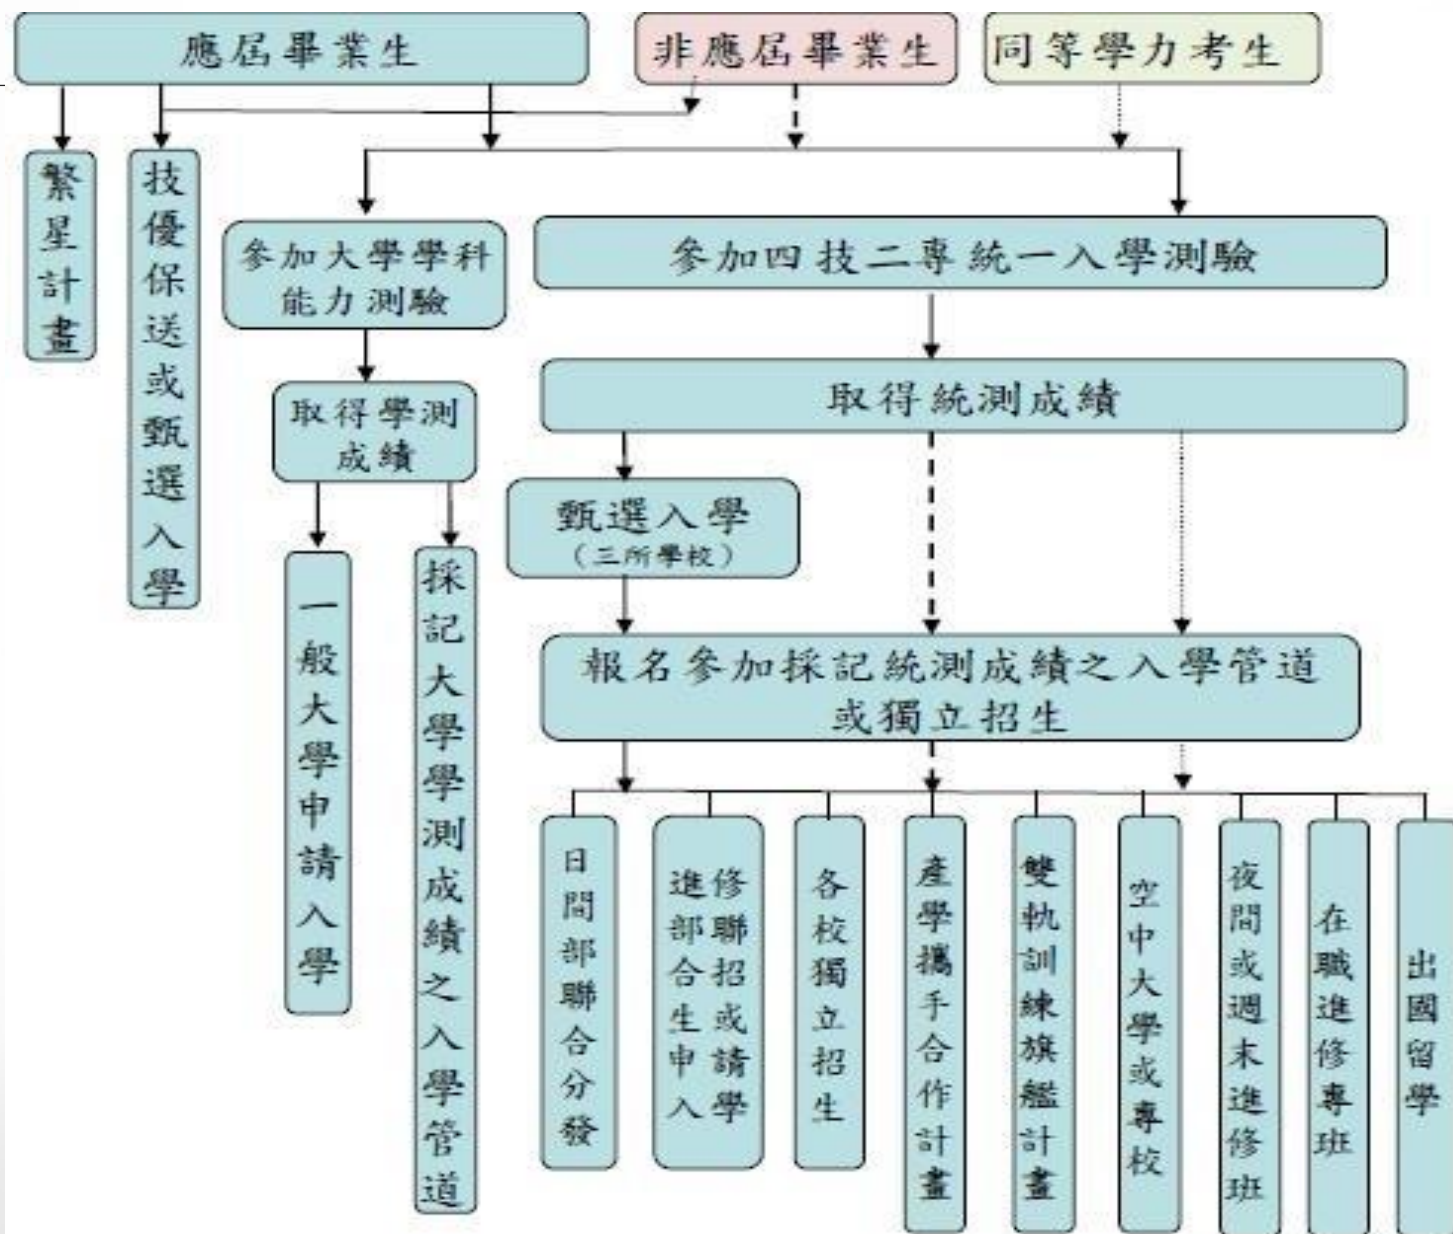 應屆畢業生
非應屆畢業生
同等學力考生
繁星計畫
技優保送或甄選入學
參加大學學科
能力測驗
參加四技二專統一入學測驗
取得學測
成績
取得統測成績
甄選入學
(三所學校)
一般大學申請入學
採記大學學測成績之入學管道
報名參加採記統測成績之入學管道
或獨立招生
日間部聯合分發
進修
部聯
合招
生或
申請
入學
各校獨立招生
產學攜手合作計畫
雙軌訓練旗艦計畫
空中大學或專校
夜間或週末進修班
在職進修專班
出國留學